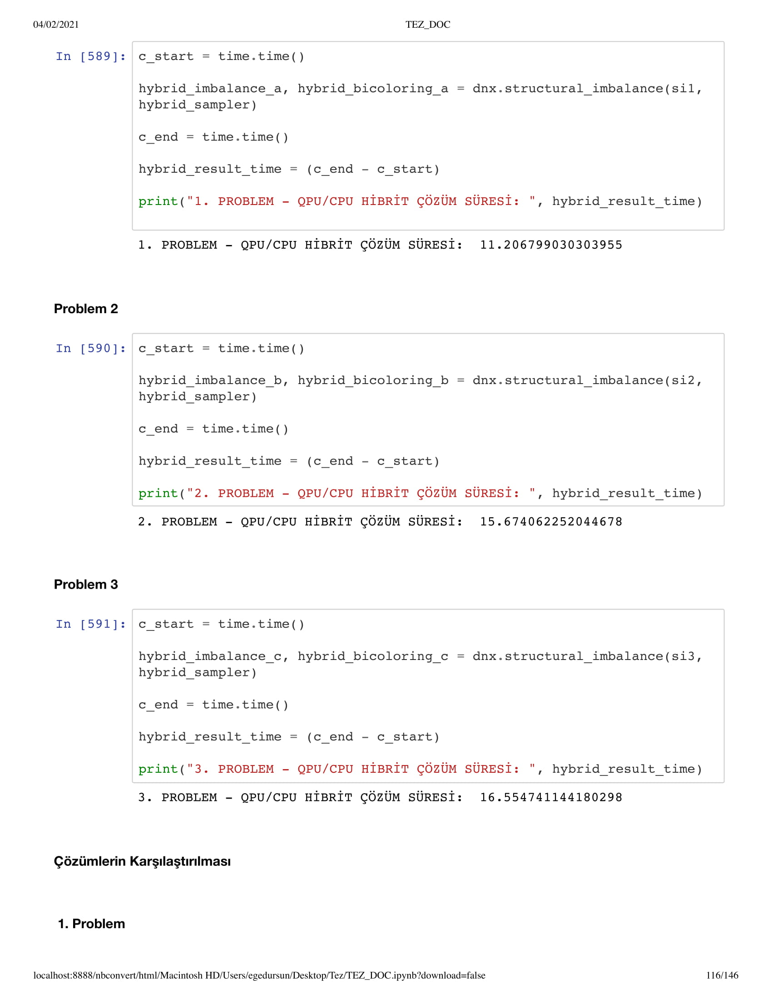 04/02/2021
TEZ_DOC
In [589]:
c_start = time.time()
hybrid_imbalance_a, hybrid_bicoloring_a = dnx.structural_imbalance(si1,
hybrid_sampler)
c_end = time.time()
hybrid_result_time = (c_end - c_start)
print("1. PROBLEM - QPU/CPU HİBRİT ÇÖZÜM SÜRESİ: ", hybrid_result_time)
1. PROBLEM - QPU/CPU HİBRİT ÇÖZÜM SÜRESİ:  11.206799030303955
Problem 2
In [590]:
c_start = time.time()
hybrid_imbalance_b, hybrid_bicoloring_b = dnx.structural_imbalance(si2,
hybrid_sampler)
c_end = time.time()
hybrid_result_time = (c_end - c_start)
print("2. PROBLEM - QPU/CPU HİBRİT ÇÖZÜM SÜRESİ: ", hybrid_result_time)
2. PROBLEM - QPU/CPU HİBRİT ÇÖZÜM SÜRESİ:  15.674062252044678
Problem 3
In [591]:
c_start = time.time()
hybrid_imbalance_c, hybrid_bicoloring_c = dnx.structural_imbalance(si3,
hybrid_sampler)
c_end = time.time()
hybrid_result_time = (c_end - c_start)
print("3. PROBLEM - QPU/CPU HİBRİT ÇÖZÜM SÜRESİ: ", hybrid_result_time)
3. PROBLEM - QPU/CPU HİBRİT ÇÖZÜM SÜRESİ:  16.554741144180298
Çözümlerin Karşılaştırılması
1. Problem
localhost:8888/nbconvert/html/Macintosh HD/Users/egedursun/Desktop/Tez/TEZ_DOC.ipynb?download=false
116/146